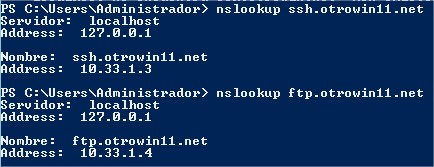 PS C:\Users\Administrador> nslookup ssh.otrowin11.net
Servidor:  localhost
Address:  127.0.0.1
Nombre:  ssh.otrowin11.net
Address:  10.33.1.3
PS C:\Users\Administrador> nslookup ftp.otrowin11.net
Servidor:  localhost
Address:  127.0.0.1
Nombre:  ftp.otrowin11.net
Address:  10.33.1.4